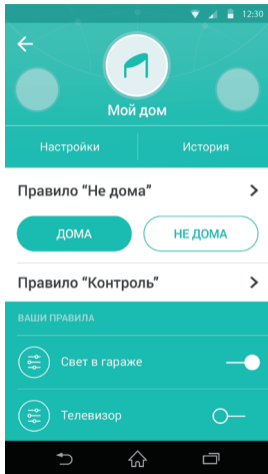 12:30
Мой дом
Настройки История
Правило “Не дома”
ДОМА НЕ ДОМА
Правило “Контроль”
ВАШИ ПРАВИЛА
Свет в гараже
Телевизор